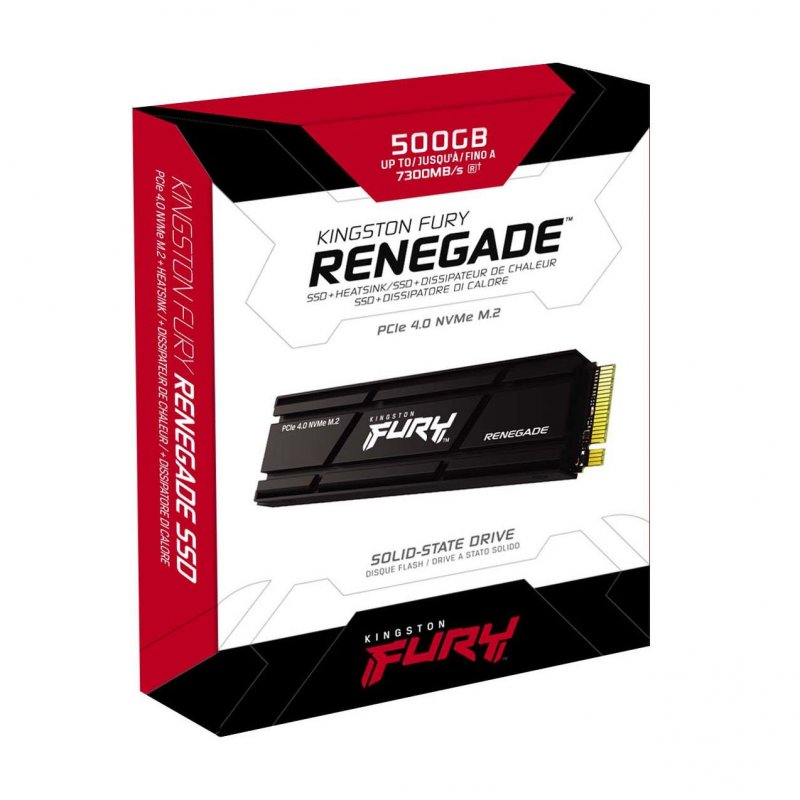 500GB
UP TO/JUSQU'À/FINO A
7300MB/s [R]†
KINGSTON FURY
RENEGADE™
SSD+HEATSINK/SSD+DISSIPATEUR DE CHALEUR
SSD+DISSIPATORE DI CALORE
PCIe 4.0 NVMe M.2
PCIe 4.0 NVMe M.2
KINGSTON
FURY™
RENEGADE
SOLID-STATE DRIVE
DISQUE FLASH / DRIVE A STATO SOLIDO
KINGSTON
FURY™
KINGSTON FURY RENEGADE SSD
PCIe 4.0 NVMe M.2 + HEATSINK / + DISSIPATEUR DE CHALEUR / + DISSIPATORE DI CALORE